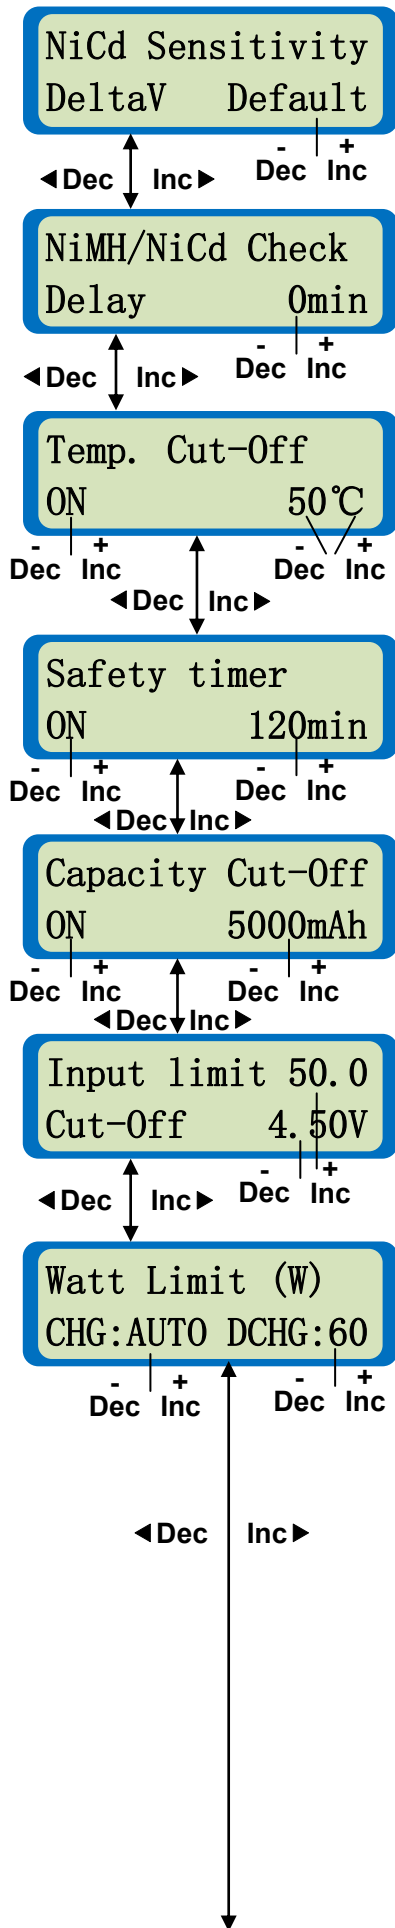 NiCd Sensitivity
DeltaV Default
- +
Dec Inc
◀Dec Inc▶
NiMH/NiCd Check
Delay 0min
- +
Dec Inc
◀Dec Inc▶
Temp. Cut-Off
ON 50℃
- + - +
Dec Inc Dec Inc
◀Dec Inc▶
Safety timer
ON 120min
- + - +
Dec Inc Dec Inc
◀Dec Inc▶
Capacity Cut-Off
ON 5000mAh
- + - +
Dec Inc Dec Inc
◀Dec Inc▶
Input limit 50.0
Cut-Off 4.50V
- +
Dec Inc
◀Dec Inc▶
Watt Limit (W)
CHG:AUTO DCHG:60
- + - +
Dec Inc Dec Inc
◀Dec Inc▶